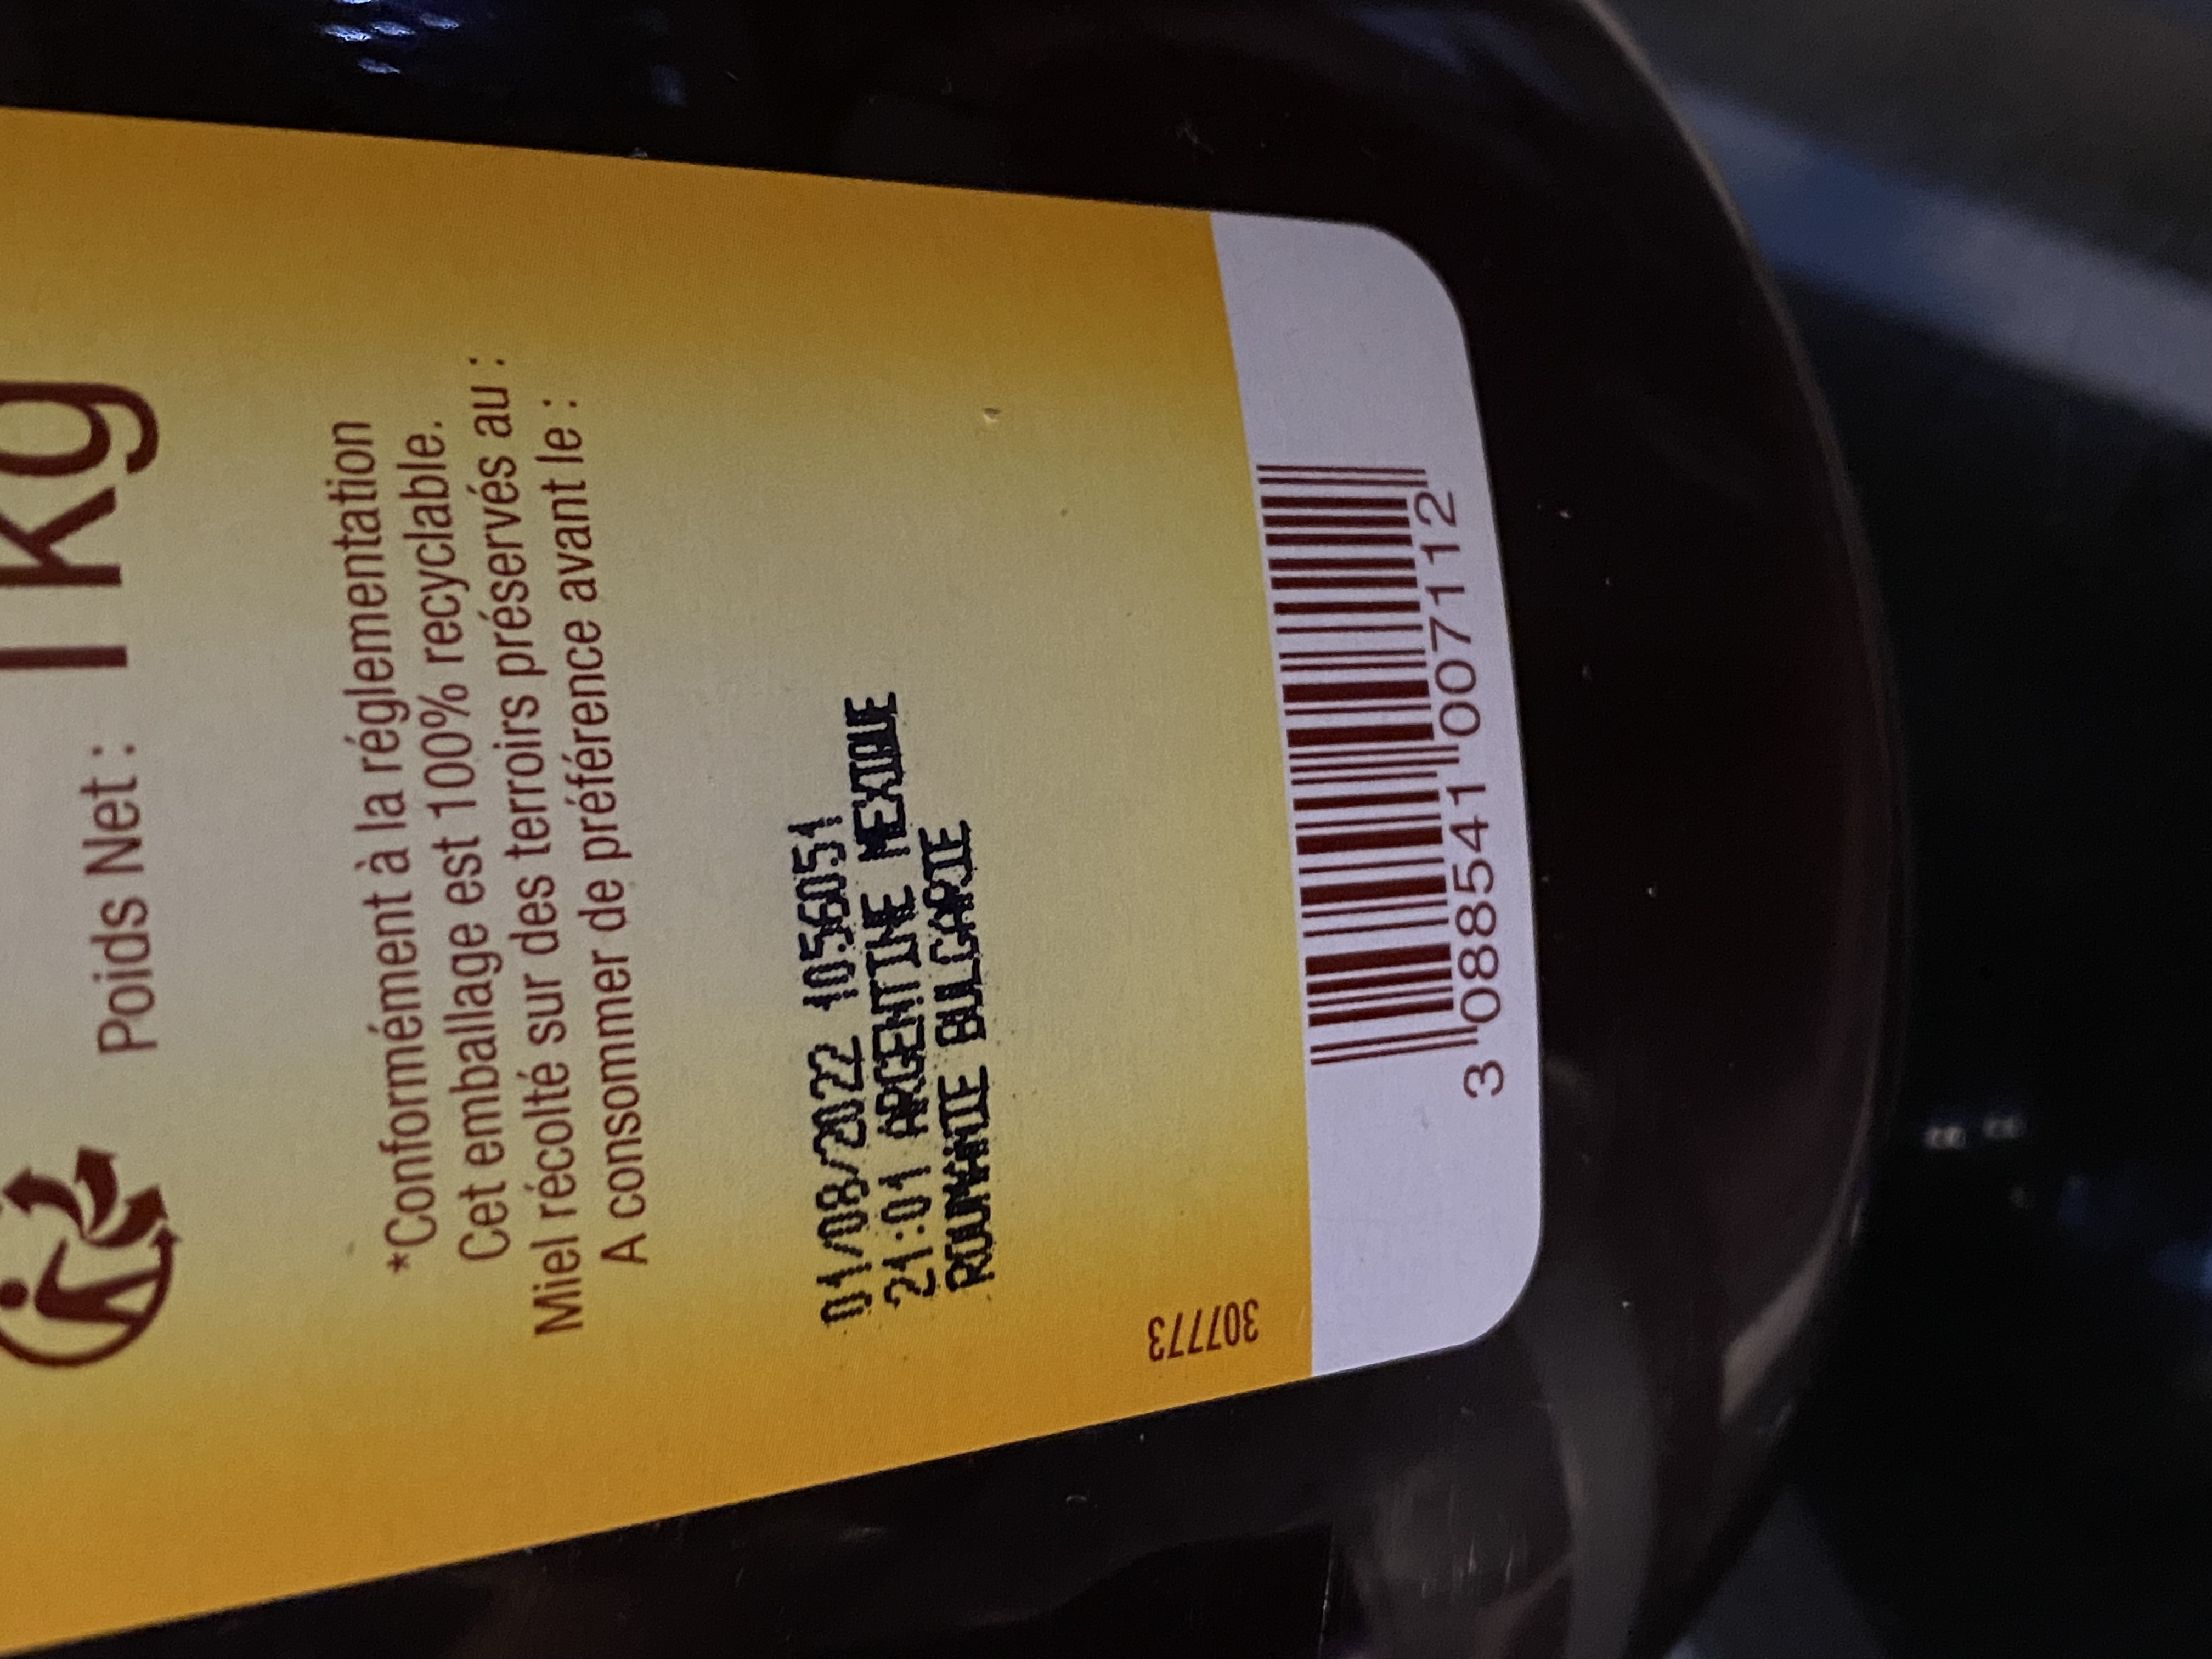 Poids Net : 1kg
*Conformément à la réglementation
Cet emballage est 100% recyclable.
Miel récolté sur des terroirs préservés au :
A consommer de préférence avant le :
01/08/2022 1056051
21:01 ARGENTINE MEXIQUE
ROUMANIE BULGARIE
307773
3 088541 007112